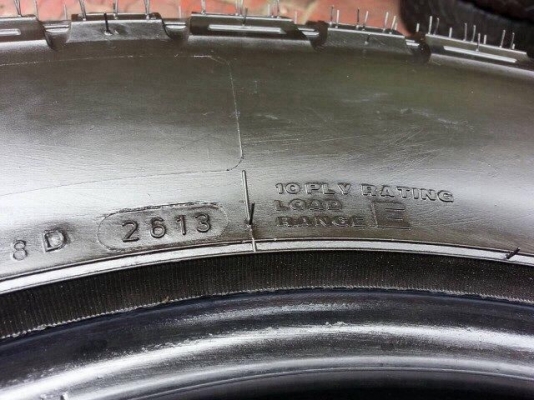 10 PLY RATING
LOAD
RANGE E
8D 2613